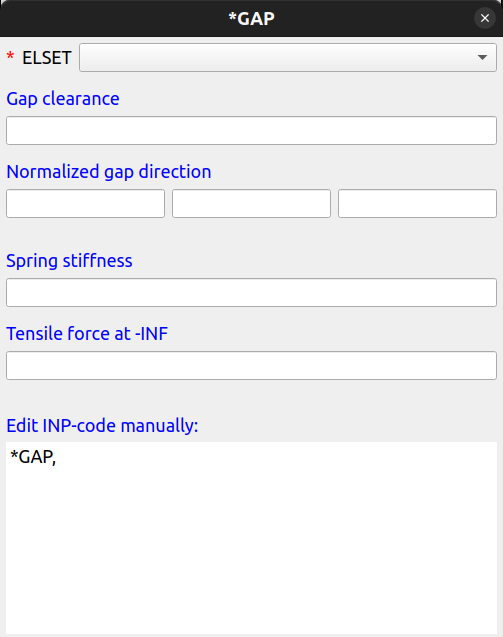 *GAP
* ELSET
Gap clearance
Normalized gap direction
Spring stiffness
Tensile force at -INF
Edit INP-code manually:
*GAP,